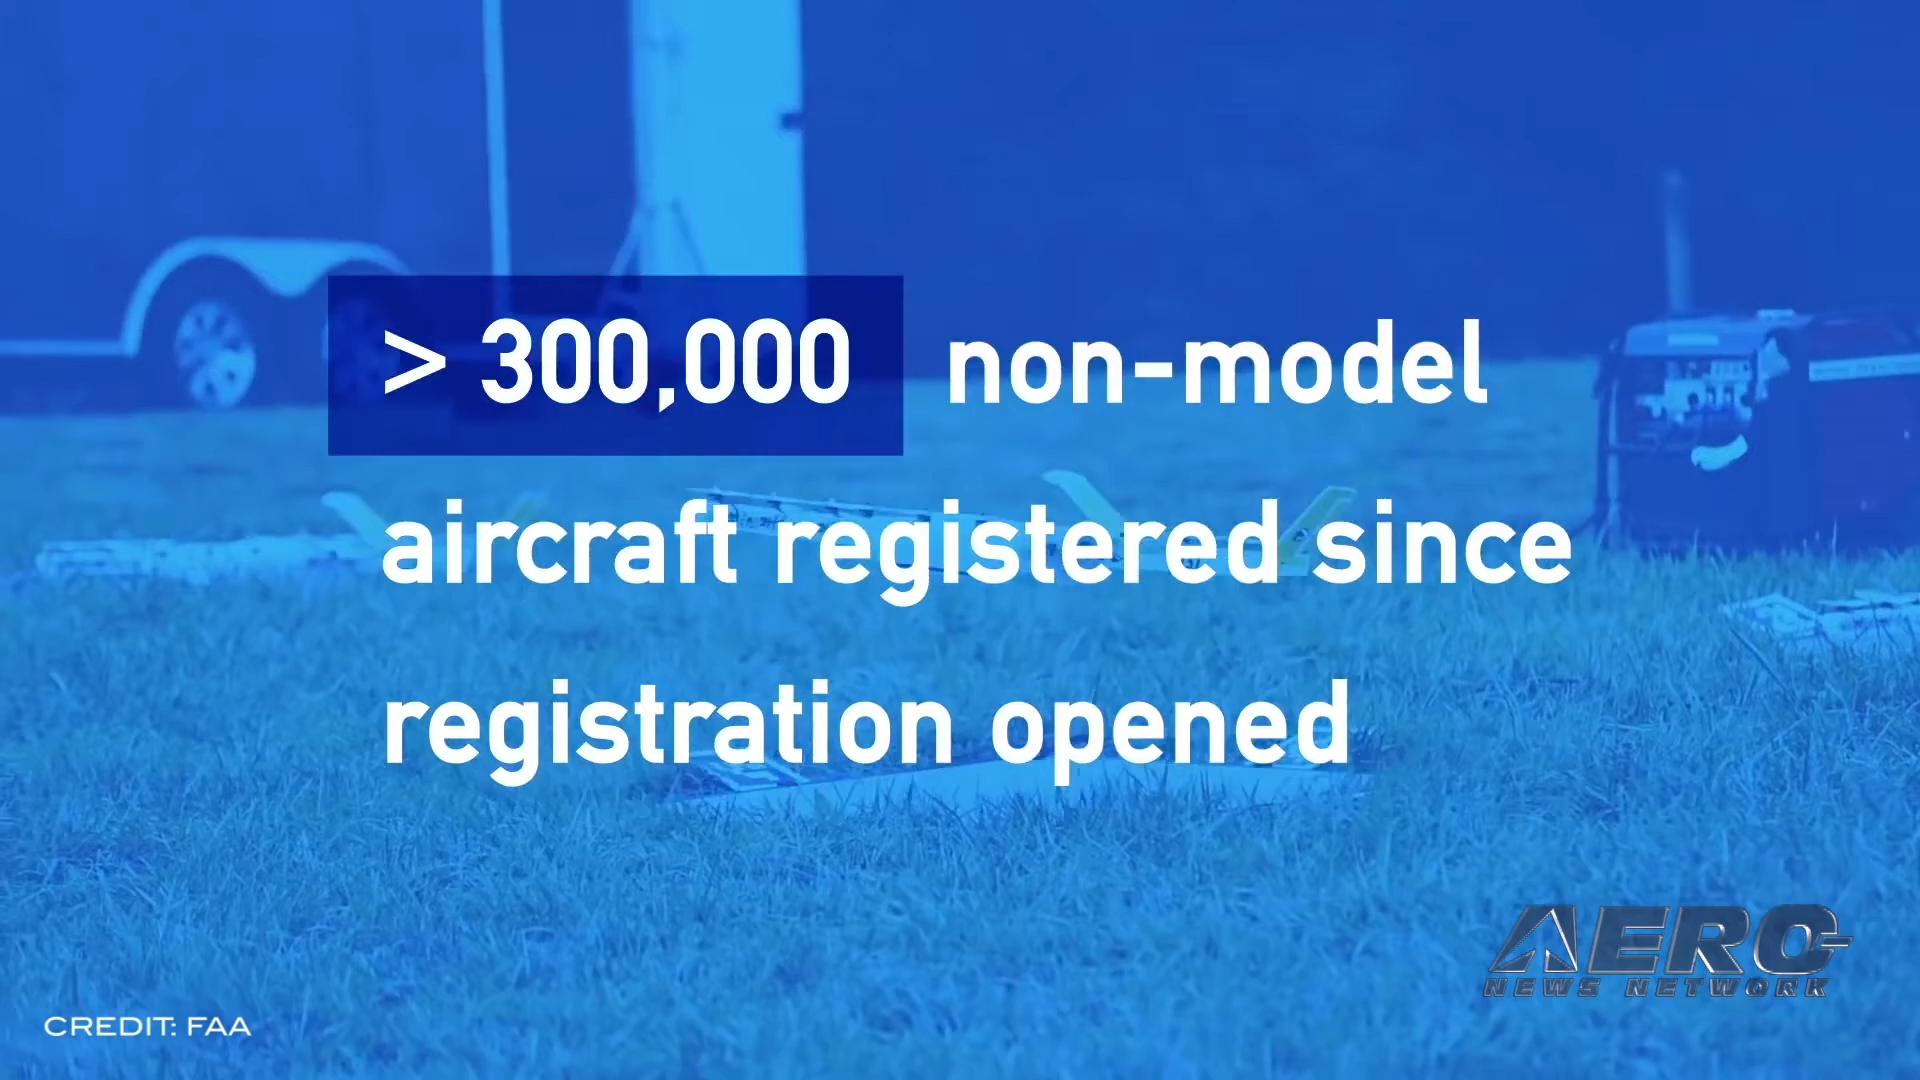 > 300,000 non-model
aircraft registered since
registration opened
AERO
NEWS NETWORK
CREDIT: FAA